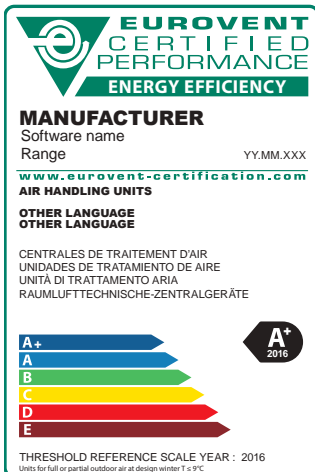 EUROVENT
CERTIFIED
PERFORMANCE
ENERGY EFFICIENCY
MANUFACTURER
Software name
Range YY.MM.XXX
www.eurovent-certification.com
AIR HANDLING UNITS
OTHER LANGUAGE
OTHER LANGUAGE
CENTRALES DE TRAITEMENT D'AIR
UNIDADES DE TRATAMIENTO DE AIRE
UNITÀ DI TRATTAMENTO ARIA
RAUMLUFTTECHNISCHE-ZENTRALGERÄTE
A+
A
B
C
D
E
A+
2016
THRESHOLD REFERENCE SCALE YEAR : 2016
Units for full or partial outdoor air at design winter T ≤ 9°C